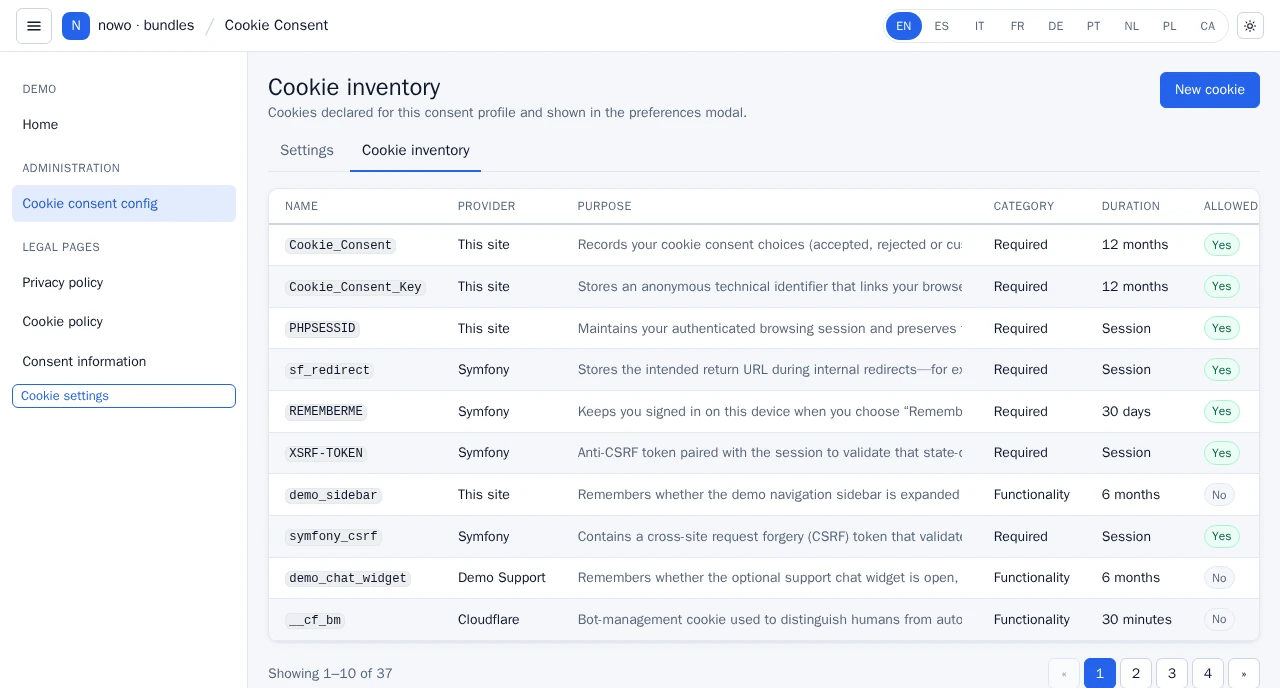 N nowo · bundles / Cookie Consent EN ES IT FR DE PT NL PL CA
DEMO
Home
ADMINISTRATION
Cookie consent config
LEGAL PAGES
Privacy policy
Cookie policy
Consent information
Cookie settings
Cookie inventory
New cookie
Cookies declared for this consent profile and shown in the preferences modal.
Settings Cookie inventory
NAME PROVIDER PURPOSE CATEGORY DURATION ALLOWED
Cookie_Consent This site Records your cookie consent choices (accepted, rejected or cu Required 12 months Yes
Cookie_Consent_Key This site Stores an anonymous technical identifier that links your browse Required 12 months Yes
PHPSESSID This site Maintains your authenticated browsing session and preserves Required Session Yes
sf_redirect Symfony Stores the intended return URL during internal redirects—for ex Required Session Yes
REMEMBERME Symfony Keeps you signed in on this device when you choose “Rememb Required 30 days Yes
XSRF-TOKEN Symfony Anti-CSRF token paired with the session to validate that state-c Required Session Yes
demo_sidebar This site Remembers whether the demo navigation sidebar is expanded Functionality 6 months No
symfony_csrf Symfony Contains a cross-site request forgery (CSRF) token that validate Required Session Yes
demo_chat_widget Demo Support Remembers whether the optional support chat widget is open, Functionality 6 months No
__cf_bm Cloudflare Bot-management cookie used to distinguish humans from auto Functionality 30 minutes No
Showing 1–10 of 37 « 1 2 3 4 »